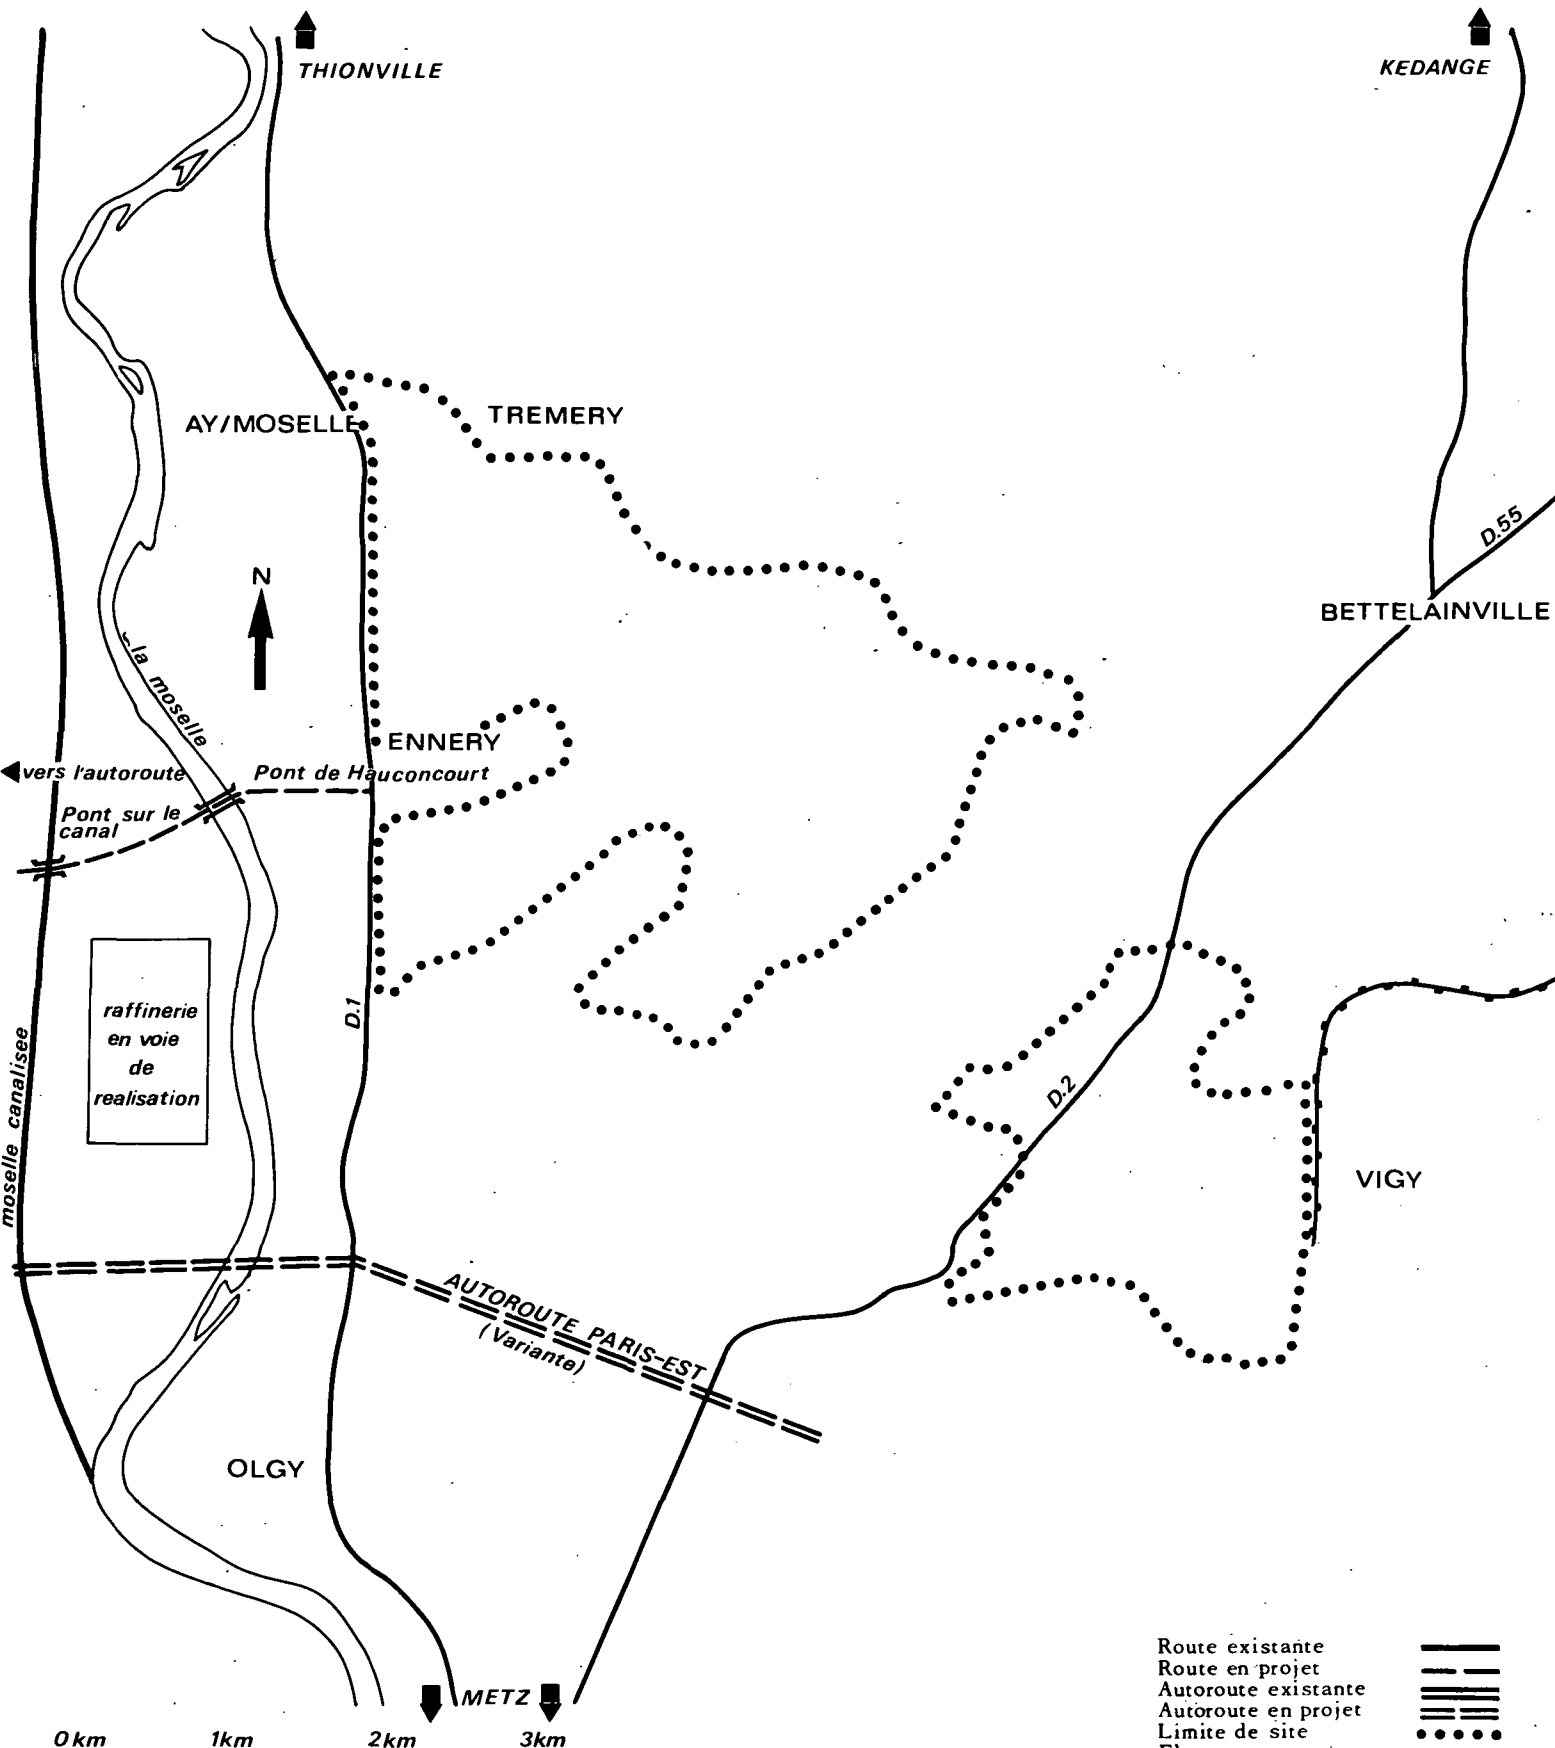 THIONVILLE
KEDANGE
AY/MOSELLE
TREMERY
D.55
N
BETTELAINVILLE
la moselle
ENNERY
vers l'autoroute
Pont de Hauconcourt
Pont sur le
canal
raffinerie
en voie
de
realisation
D.1
moselle canalisee
D.2
VIGY
AUTOROUTE PARIS-EST
(Variante)
OLGY
METZ
Route existante
Route en projet
Autoroute existante
Autoroute en projet
Limite de site
0km 1km 2km 3km